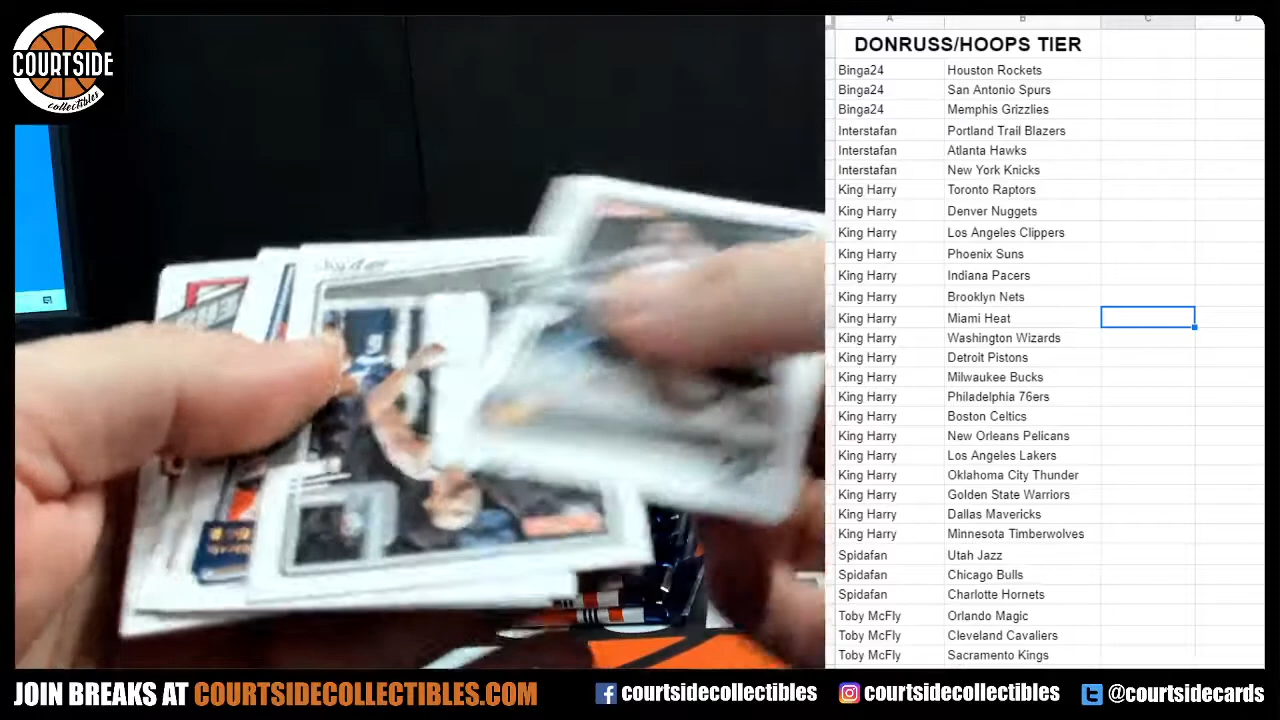 COURTSIDE
collectibles
A B C D
DONRUSS/HOOPS TIER
Binga24 Houston Rockets
Binga24 San Antonio Spurs
Binga24 Memphis Grizzlies
Interstafan Portland Trail Blazers
Interstafan Atlanta Hawks
Interstafan New York Knicks
King Harry Toronto Raptors
King Harry Denver Nuggets
King Harry Los Angeles Clippers
King Harry Phoenix Suns
King Harry Indiana Pacers
King Harry Brooklyn Nets
King Harry Miami Heat
King Harry Washington Wizards
King Harry Detroit Pistons
King Harry Milwaukee Bucks
King Harry Philadelphia 76ers
King Harry Boston Celtics
King Harry New Orleans Pelicans
King Harry Los Angeles Lakers
King Harry Oklahoma City Thunder
King Harry Golden State Warriors
King Harry Dallas Mavericks
King Harry Minnesota Timberwolves
Spidafan Utah Jazz
Spidafan Chicago Bulls
Spidafan Charlotte Hornets
Toby McFly Orlando Magic
Toby McFly Cleveland Cavaliers
Toby McFly Sacramento Kings
JOIN BREAKS AT COURTSIDECOLLECTIBLES.COM courtsidecollectibles courtsidecollectibles @courtsidecards